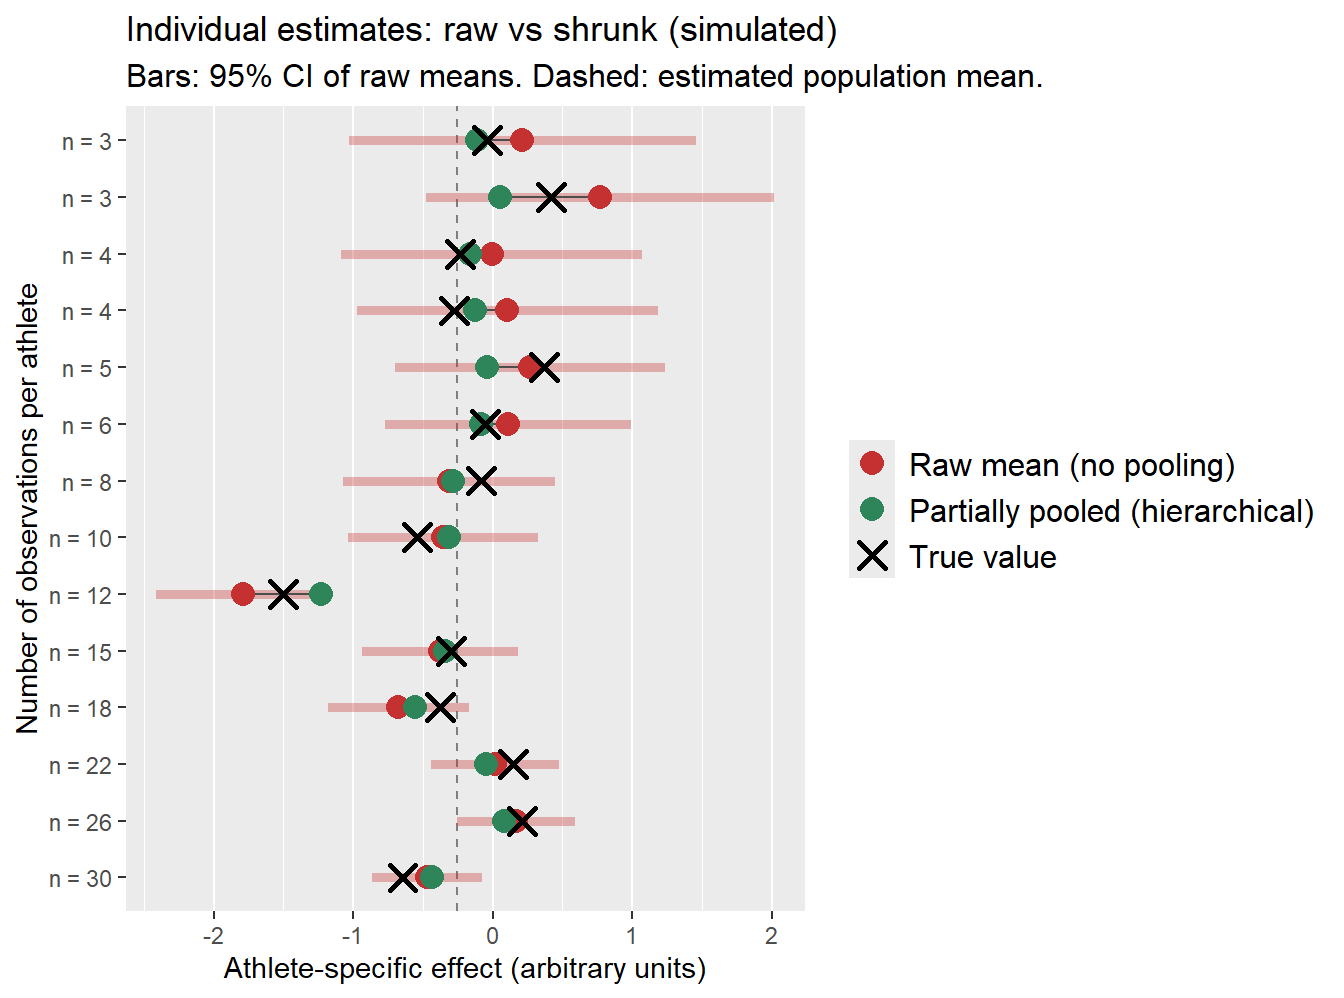 Individual estimates: raw vs shrunk (simulated)
Bars: 95% CI of raw means. Dashed: estimated population mean.
Number of observations per athlete
n = 3
n = 3
n = 4
n = 4
n = 5
n = 6
n = 8
n = 10
n = 12
n = 15
n = 18
n = 22
n = 26
n = 30
-2 -1 0 1 2
Athlete-specific effect (arbitrary units)
Raw mean (no pooling)
Partially pooled (hierarchical)
True value